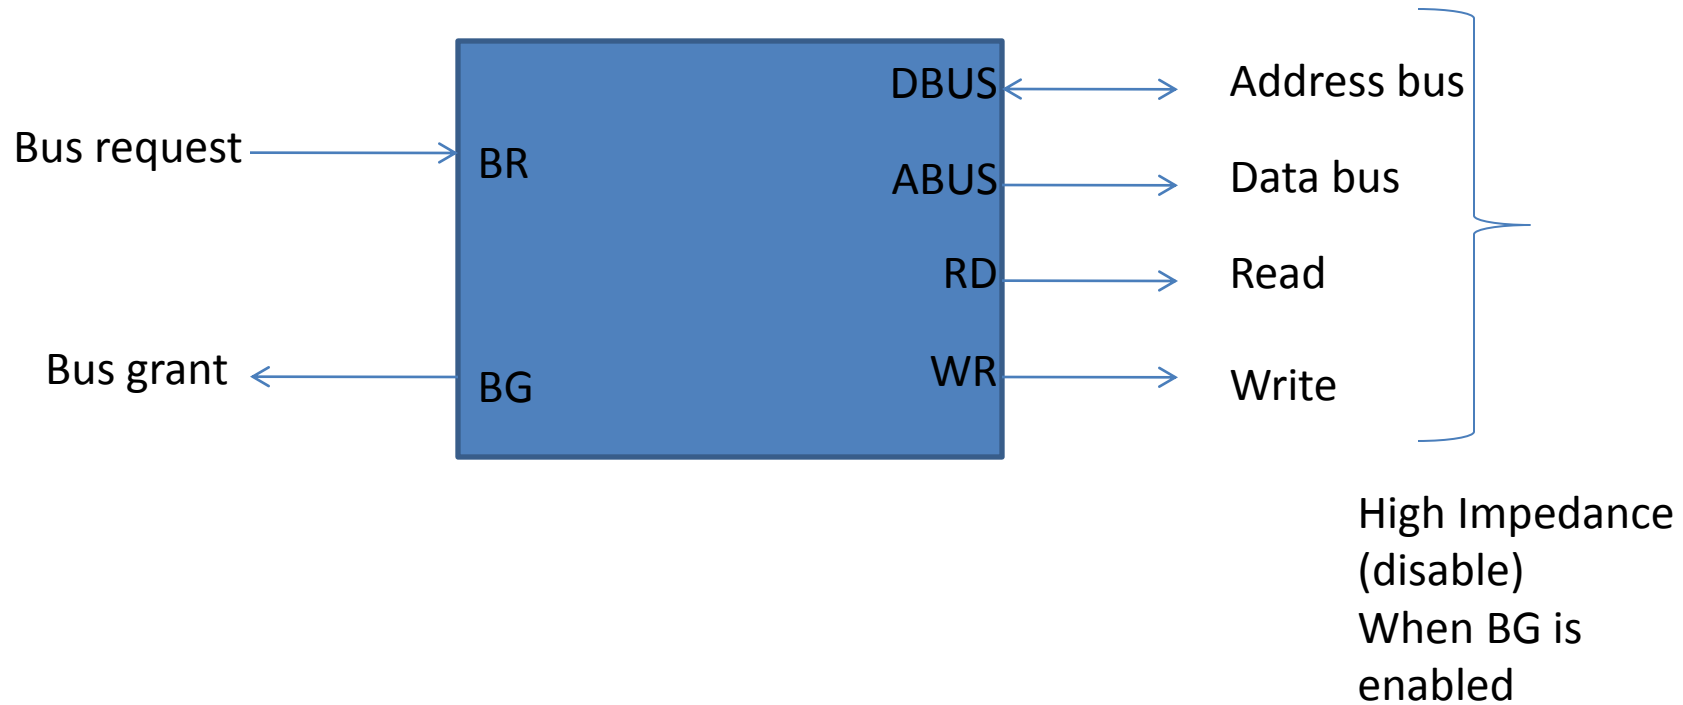 Bus request
BR
Bus grant
BG
DBUS
Address bus
ABUS
Data bus
RD
Read
WR
Write
High Impedance
(disable)
When BG is
enabled